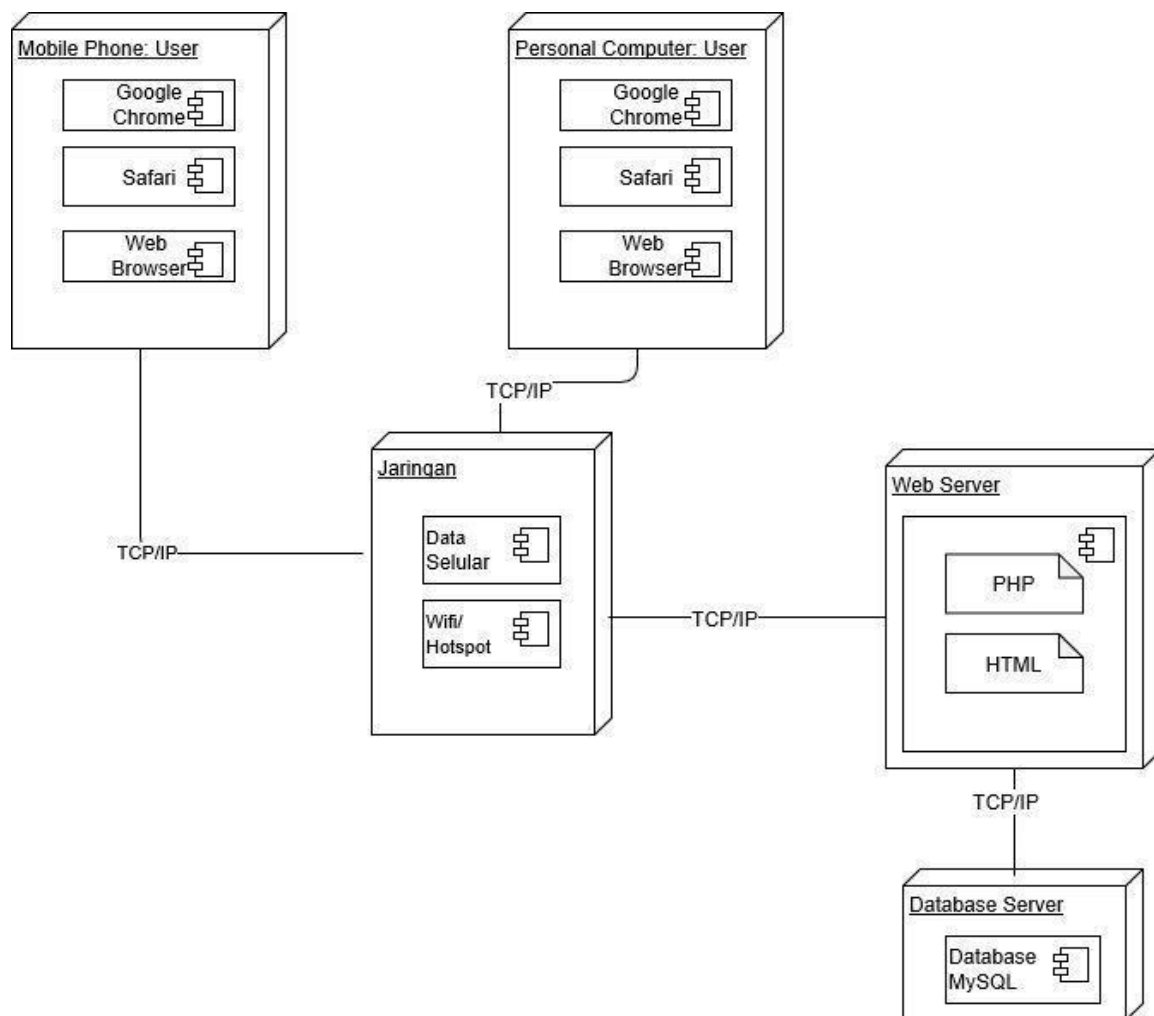 Mobile Phone: User
Google
Chrome
Safari
Web
Browser
Personal Computer: User
Google
Chrome
Safari
Web
Browser
TCP/IP
TCP/IP
Jaringan
Data
Selular
Wifi/
Hotspot
TCP/IP
Web Server
PHP
HTML
TCP/IP
Database Server
Database
MySQL